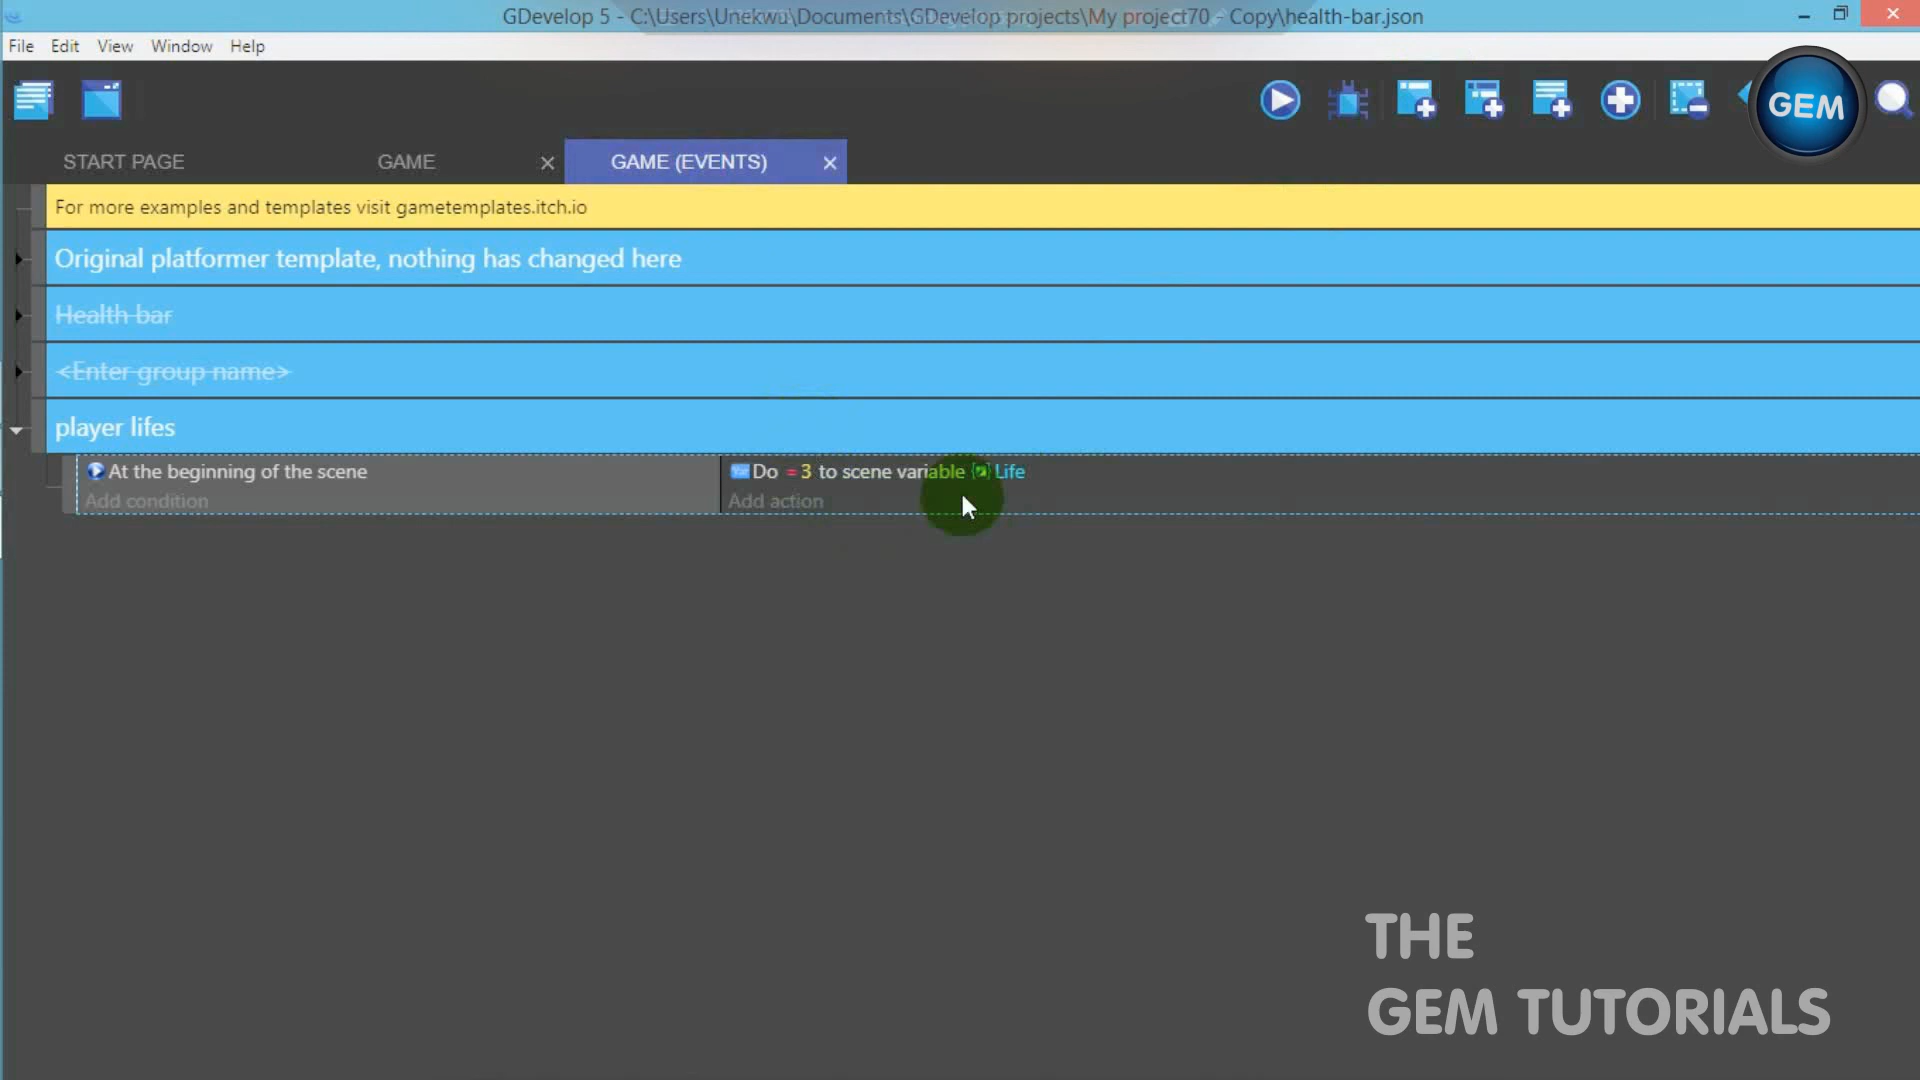 GDevelop 5 - C:\Users\Unekwu\Documents\GDevelop projects\My project70 - Copy\health-bar.json
File Edit View Window Help
GEM
START PAGE
GAME
GAME (EVENTS)
For more examples and templates visit gametemplates.itch.io
Original platformer template, nothing has changed here
Health bar
<Enter group name>
player lifes
At the beginning of the scene
Do = 3 to scene variable Life
Add condition
Add action
THE
GEM TUTORIALS